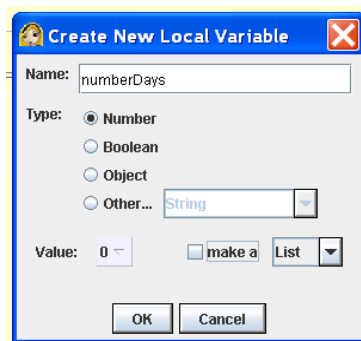 Create New Local Variable
Name: numberDays
Type: Number
Boolean
Object
Other... String
Value: 0 make a List
OK Cancel